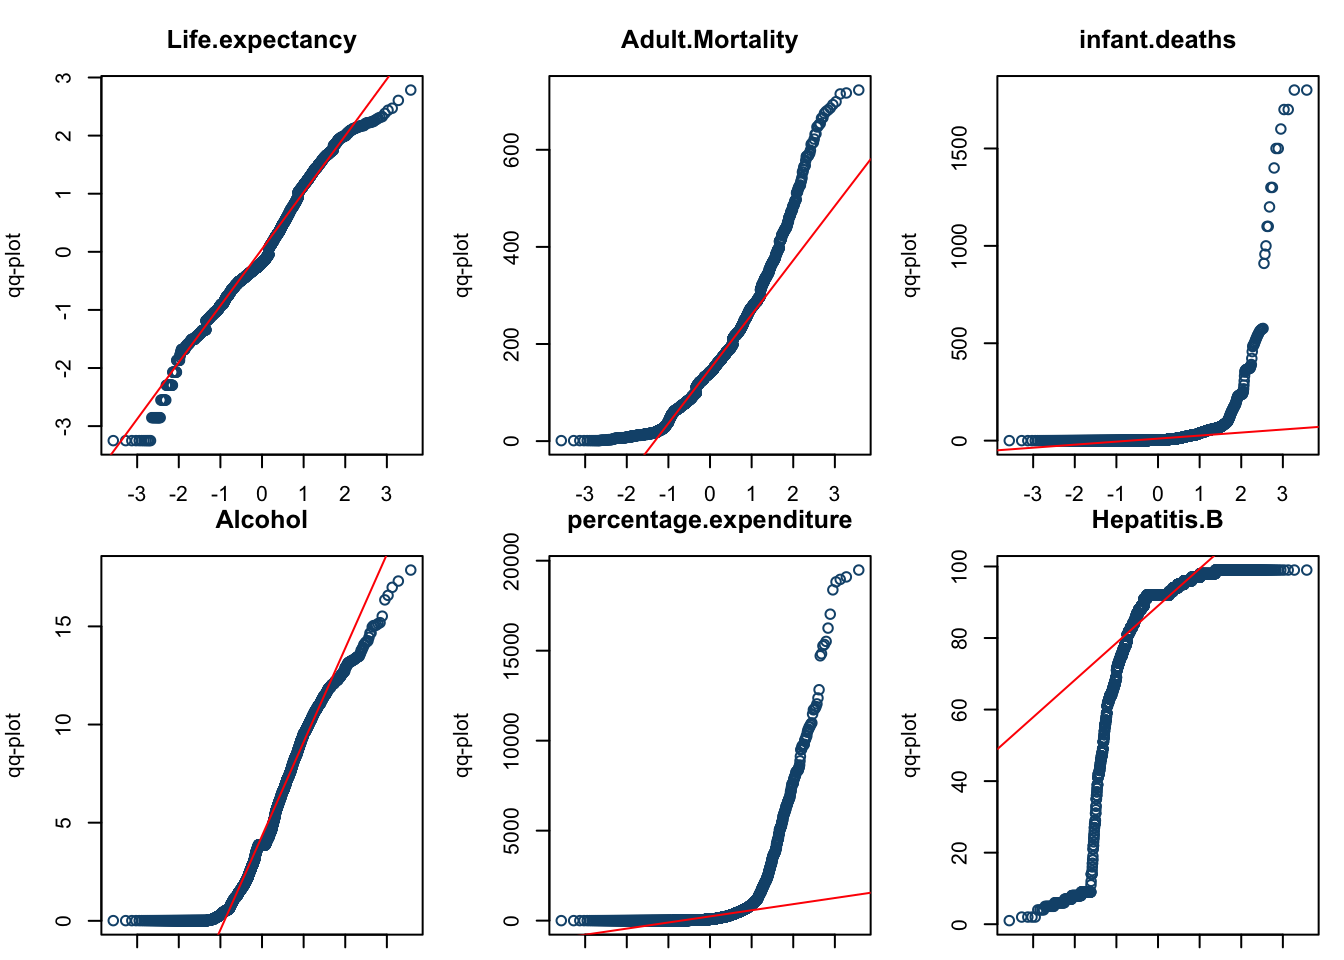 Life.expectancy
qq-plot
3
2
1
0
-1
-2
-3
-3 -2 -1 0 1 2 3
Adult.Mortality
qq-plot
600
400
200
0
-3 -2 -1 0 1 2 3
infant.deaths
qq-plot
1500
1000
500
0
-3 -2 -1 0 1 2 3
Alcohol
qq-plot
15
10
5
0
percentage.expenditure
qq-plot
20000
15000
10000
5000
0
Hepatitis.B
qq-plot
100
80
60
40
20
0